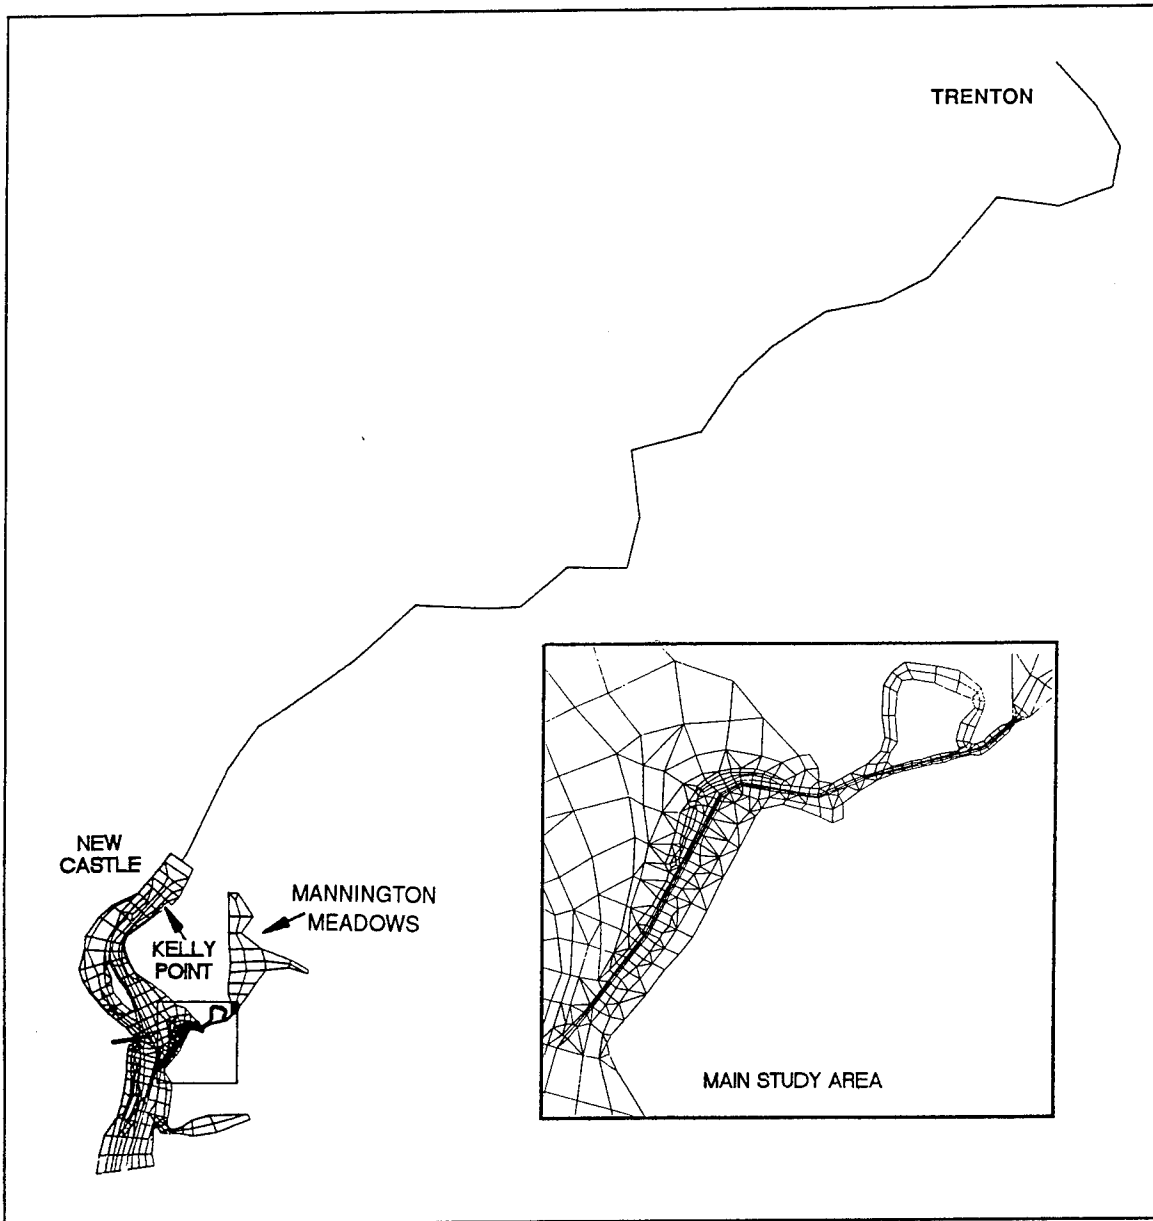 TRENTON
NEW
CASTLE
MANNINGTON
MEADOWS
KELLY
POINT
MAIN STUDY AREA